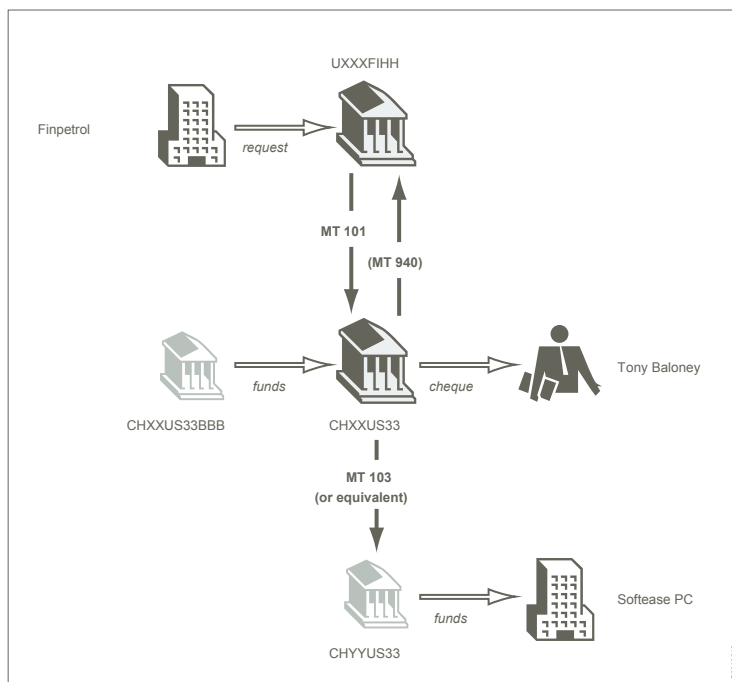 UXXXFIHH
Finpetrol
request
MT 101
(MT 940)
funds
cheque
Tony Baloney
CHXXUS33BBB
CHXXUS33
MT 103
(or equivalent)
funds
Softease PC
CHYYUS33